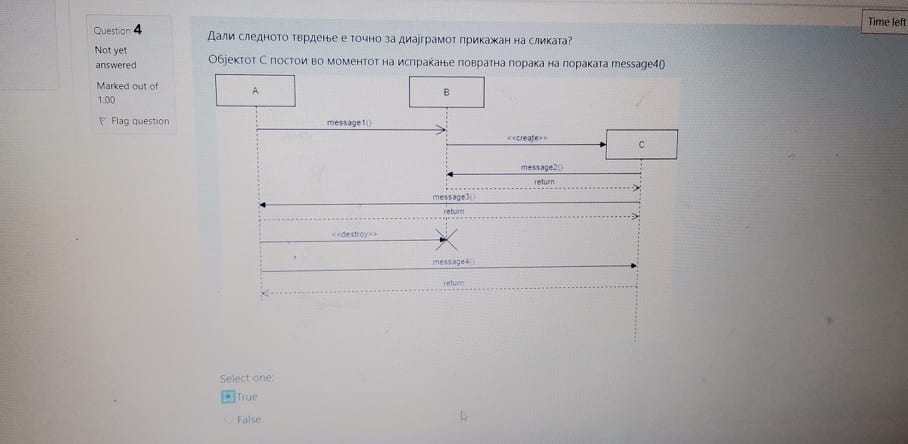 Question 4
Not yet
answered
Marked out of
1.00
Flag question
Time left
Дали следното тврдење е точно за дијаграмот прикажан на сликата?
Објектот C постои во моментот на испраќање повратна порака на пораката message4()
A
B
message1()
<<create>>
C
message2()
return
message3()
return
<<destroy>>
message4()
return
Select one:
True
False